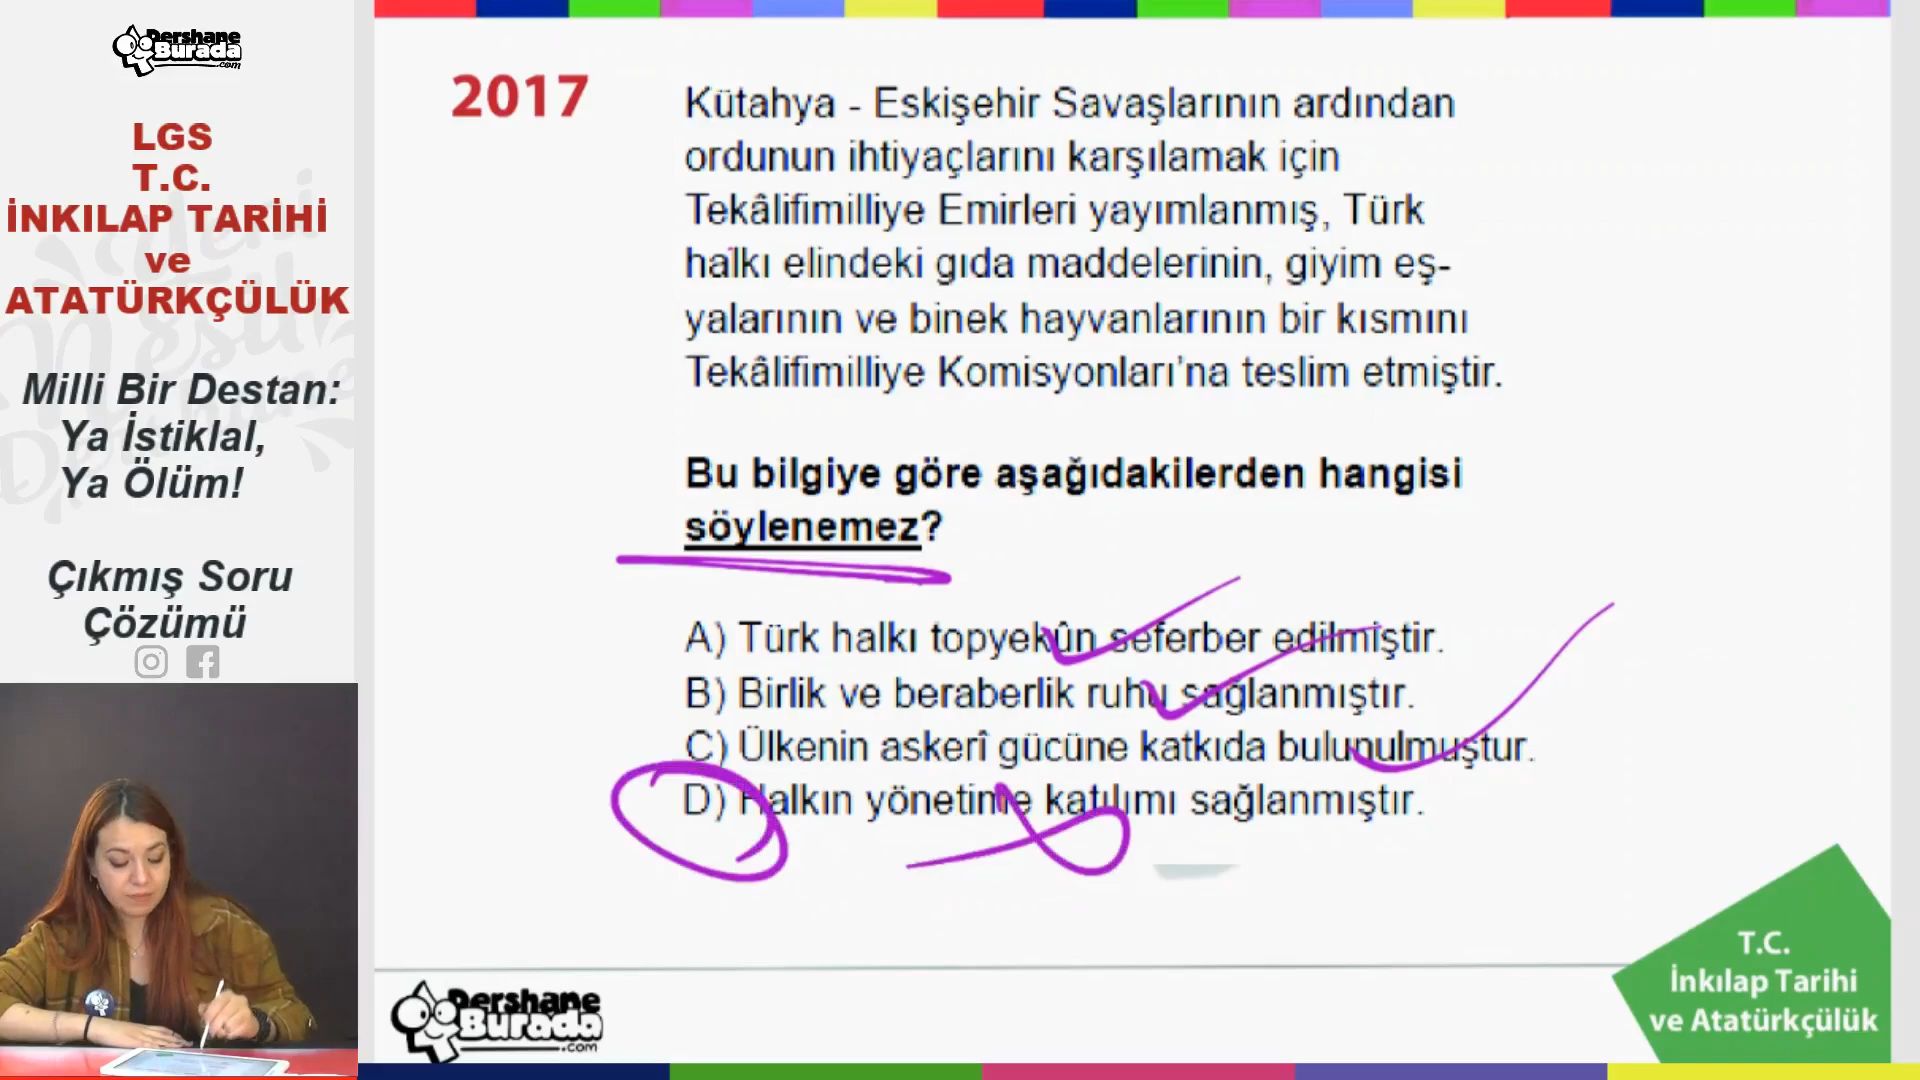 Dershane
Burada
.com
LGS
T.C.
İNKILAP TARİHİ
ve
ATATÜRKÇÜLÜK
Milli Bir Destan:
Ya İstiklal,
Ya Ölüm!
Çıkmış Soru
Çözümü
2017
Kütahya - Eskişehir Savaşlarının ardından
ordunun ihtiyaçlarını karşılamak için
Tekâlifimilliye Emirleri yayımlanmış, Türk
halkı elindeki gıda maddelerinin, giyim eş-
yalarının ve binek hayvanlarının bir kısmını
Tekâlifimilliye Komisyonları'na teslim etmiştir.
Bu bilgiye göre aşağıdakilerden hangisi
söylenemez?
A) Türk halkı topyekûn seferber edilmiştir.
B) Birlik ve beraberlik ruhu sağlanmıştır.
C) Ülkenin askerî gücüne katkıda bulunulmuştur.
D) Halkın yönetime katılımı sağlanmıştır.
Dershane
Burada
.com
T.C.
İnkılap Tarihi
ve Atatürkçülük